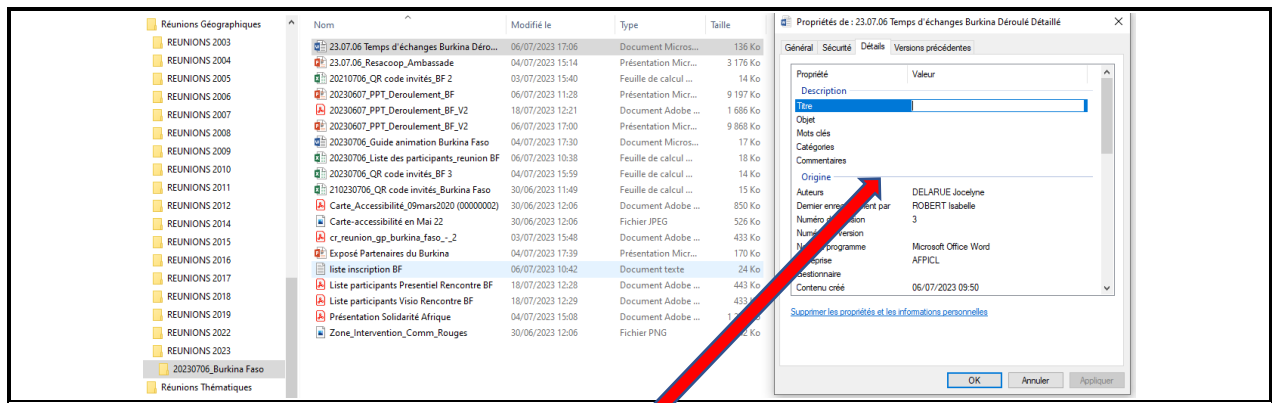 Réunions Géographiques
REUNIONS 2003
REUNIONS 2004
REUNIONS 2005
REUNIONS 2006
REUNIONS 2007
REUNIONS 2008
REUNIONS 2009
REUNIONS 2010
REUNIONS 2011
REUNIONS 2012
REUNIONS 2014
REUNIONS 2015
REUNIONS 2016
REUNIONS 2017
REUNIONS 2018
REUNIONS 2019
REUNIONS 2022
REUNIONS 2023
20230706_Burkina Faso
Réunions Thématiques
Nom Modifié le Type Taille
23.07.06 Temps d'échanges Burkina Déro... 06/07/2023 17:06 Document Micros... 136 Ko
23.07.06_Resacoop_Ambassade 04/07/2023 15:14 Présentation Micr... 3 176 Ko
20210706_QR code invités_BF 2 03/07/2023 15:40 Feuille de calcul ... 14 Ko
20230607_PPT_Deroulement_BF 06/07/2023 11:28 Présentation Micr... 9 197 Ko
20230607_PPT_Deroulement_BF_V2 18/07/2023 12:21 Document Adobe ... 1 686 Ko
20230607_PPT_Deroulement_BF_V2 06/07/2023 17:00 Présentation Micr... 9 868 Ko
20230706_Guide animation Burkina Faso 04/07/2023 17:30 Document Micros... 17 Ko
20230706_Liste des participants_reunion BF 06/07/2023 10:38 Feuille de calcul ... 18 Ko
20230706_QR code invités_BF 3 04/07/2023 15:59 Feuille de calcul ... 14 Ko
210230706_QR code invités_Burkina Faso 30/06/2023 11:49 Feuille de calcul ... 15 Ko
Carte_Accessibilité_09mars2020 (00000002) 30/06/2023 12:06 Document Adobe ... 850 Ko
Carte-accessibilité en Mai 22 30/06/2023 12:06 Fichier JPEG 526 Ko
cr_reunion_gp_burkina_faso_-_2 03/07/2023 15:48 Document Adobe ... 433 Ko
Exposé Partenaires du Burkina 04/07/2023 17:39 Présentation Micr... 170 Ko
liste inscription BF 06/07/2023 10:42 Document texte 24 Ko
Liste participants Presentiel Rencontre BF 18/07/2023 12:28 Document Adobe ... 443 Ko
Liste participants Visio Rencontre BF 18/07/2023 12:29 Document Adobe ... 433
Présentation Solidarité Afrique 04/07/2023 15:08 Document Adobe ... Ko
Zone_Intervention_Comm_Rouges 30/06/2023 12:06 Fichier PNG Ko
Propriétés de : 23.07.06 Temps d'échanges Burkina Déroulé Détaillé
Général Sécurité Détails Versions précédentes
Propriété Valeur
Description
Titre
Objet
Mots clés
Catégories
Commentaires
Origine
Auteurs DELARUE Jocelyne
Dernier par ROBERT Isabelle
Numéro 3
programme Microsoft Office Word
AFPICL
Contenu créé 06/07/2023 09:50
Supprimer les propriétés et les informations personnelles
OK Annuler Appliquer